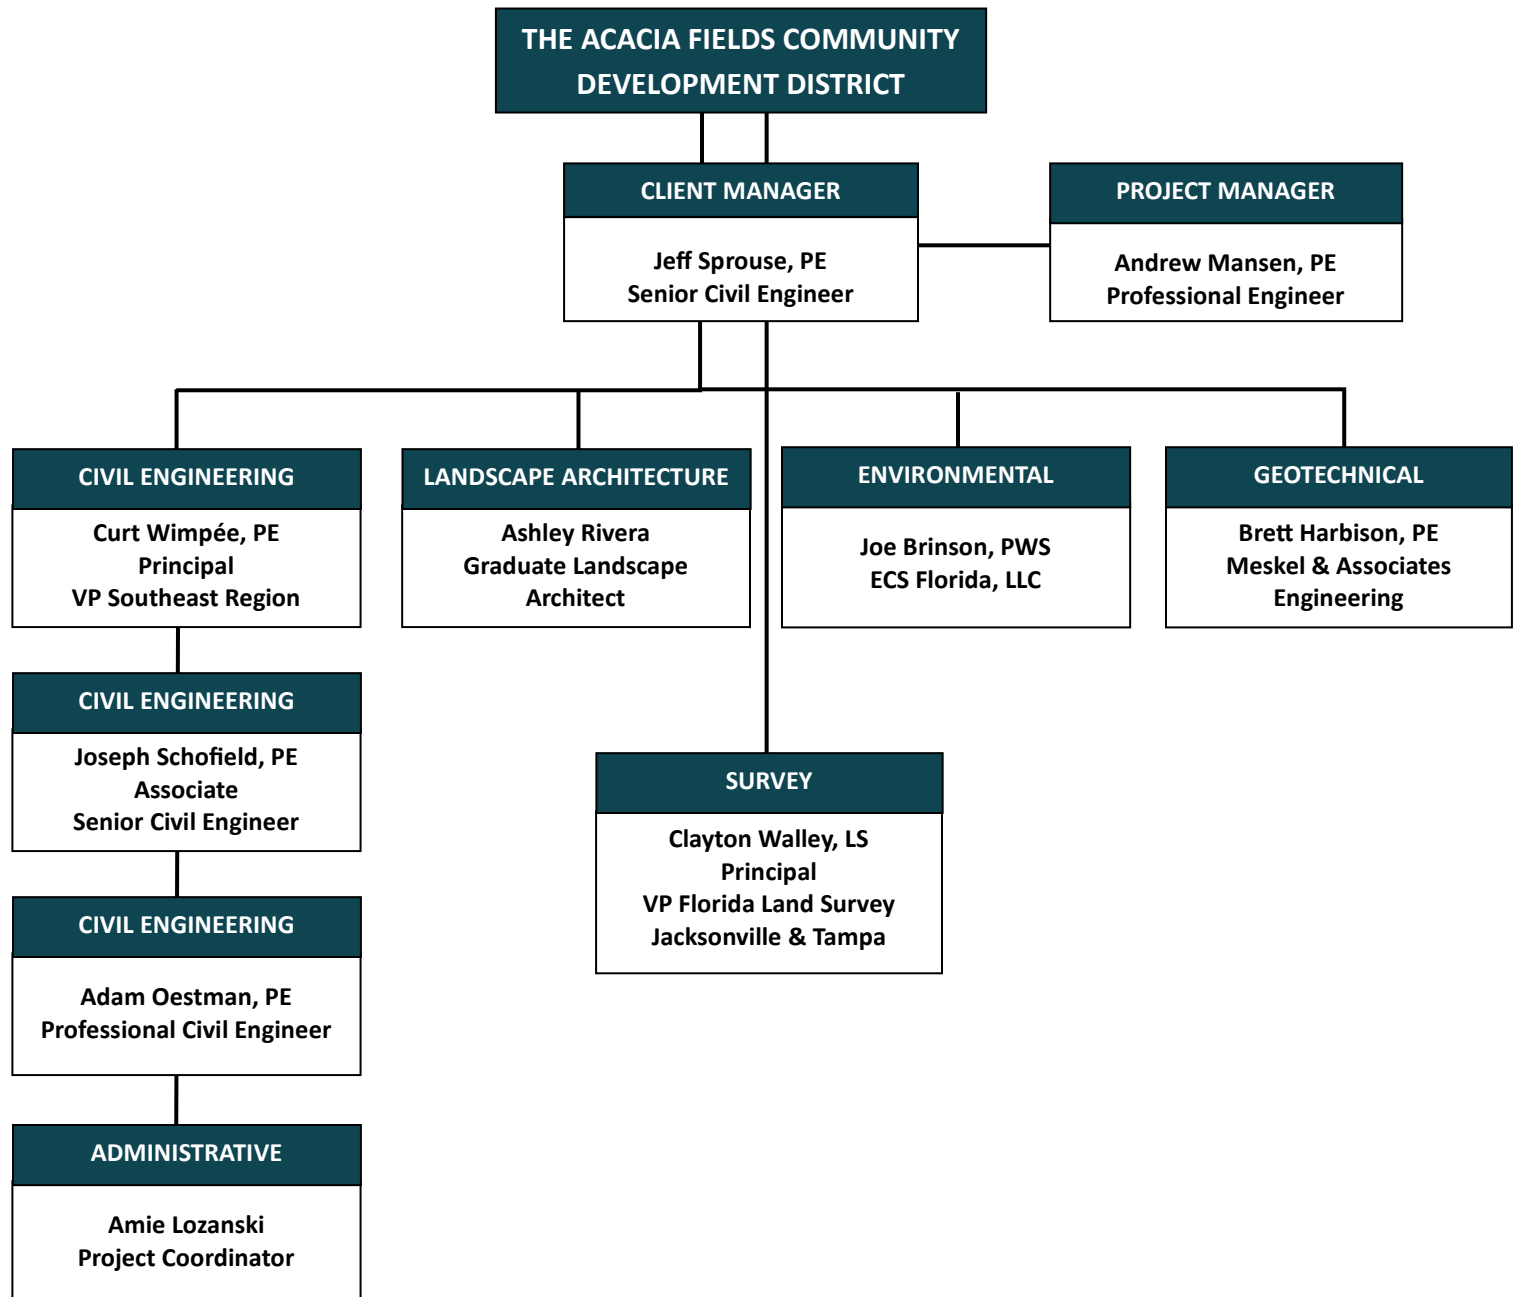 THE ACACIA FIELDS COMMUNITY
DEVELOPMENT DISTRICT
CLIENT MANAGER
Jeff Sprouse, PE
Senior Civil Engineer
PROJECT MANAGER
Andrew Mansen, PE
Professional Engineer
CIVIL ENGINEERING
Curt Wimpée, PE
Principal
VP Southeast Region
LANDSCAPE ARCHITECTURE
Ashley Rivera
Graduate Landscape
Architect
ENVIRONMENTAL
Joe Brinson, PWS
ECS Florida, LLC
GEOTECHNICAL
Brett Harbison, PE
Meskel & Associates
Engineering
CIVIL ENGINEERING
Joseph Schofield, PE
Associate
Senior Civil Engineer
SURVEY
Clayton Walley, LS
Principal
VP Florida Land Survey
Jacksonville & Tampa
CIVIL ENGINEERING
Adam Oestman, PE
Professional Civil Engineer
ADMINISTRATIVE
Amie Lozanski
Project Coordinator